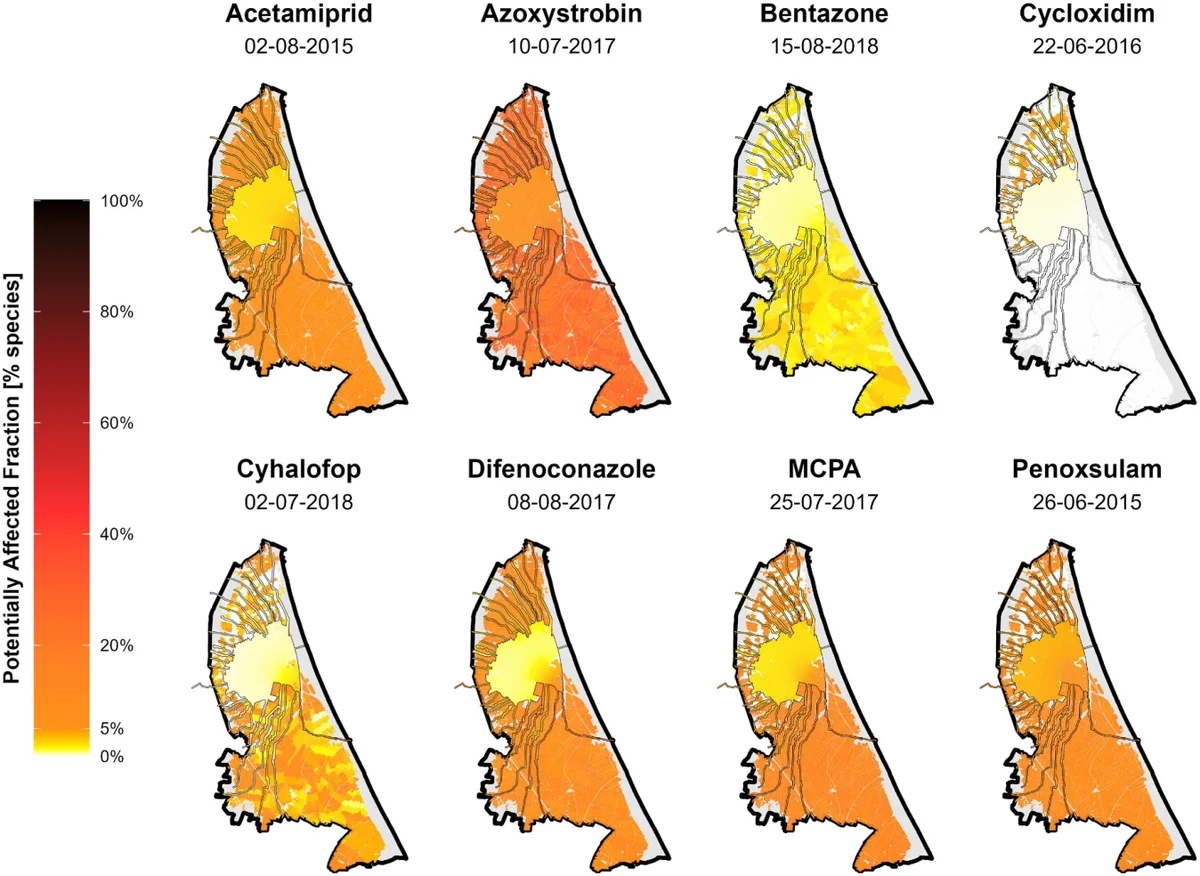 Acetamiprid Azoxystrobin Bentazone Cycloxidim
02-08-2015 10-07-2017 15-08-2018 22-06-2016
Potentially Affected Fraction [% species]
100%
80%
60%
40%
20%
5%
0%
Cyhalofop Difenoconazole MCPA Penoxsulam
02-07-2018 08-08-2017 25-07-2017 26-06-2015